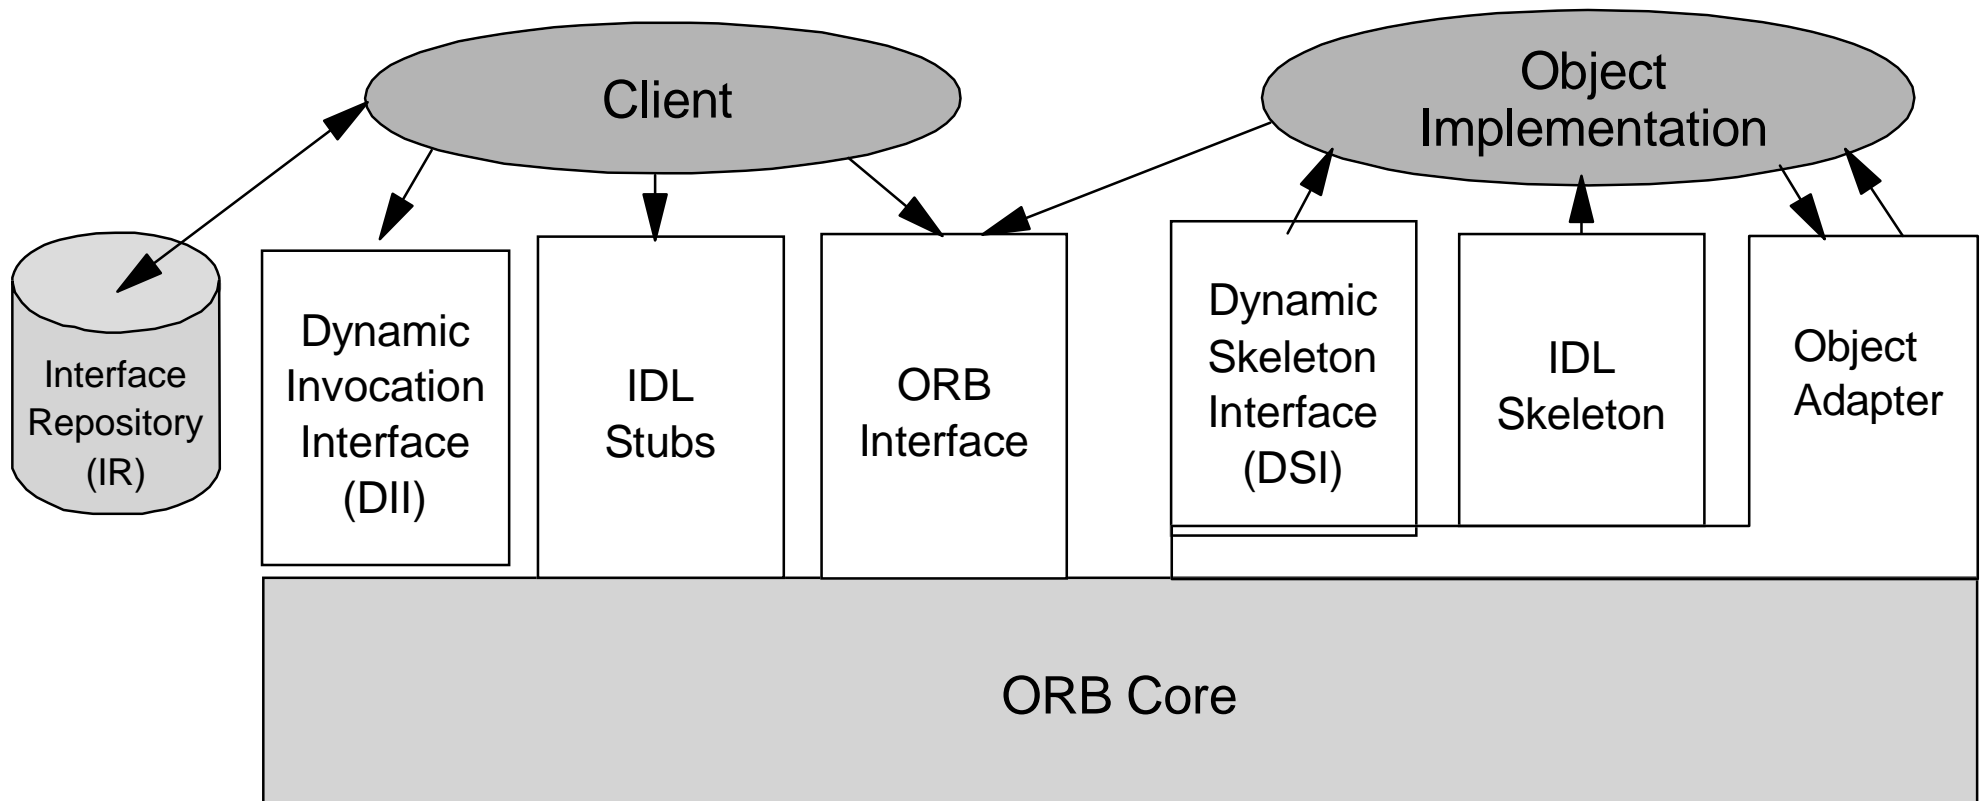 Client
Object
Implementation
Interface
Repository
(IR)
Dynamic
Invocation
Interface
(DII)
IDL
Stubs
ORB
Interface
Dynamic
Skeleton
Interface
(DSI)
IDL
Skeleton
Object
Adapter
ORB Core